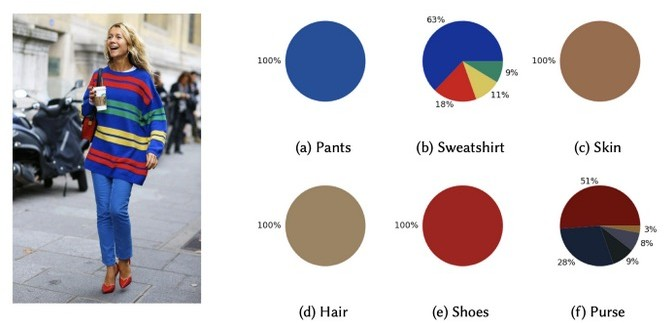 63%
100%
9%
11%
18%
100%
(a) Pants
(b) Sweatshirt
(c) Skin
51%
100%
100%
3%
8%
9%
28%
(d) Hair
(e) Shoes
(f) Purse